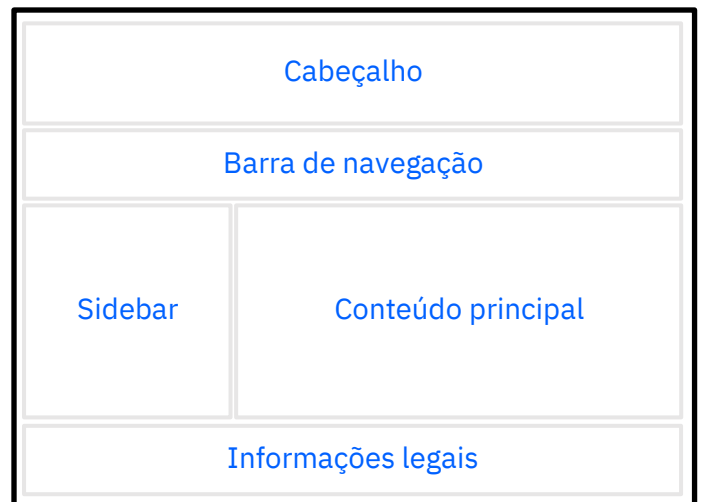 Cabeçalho
Barra de navegação
Sidebar
Conteúdo principal
Informações legais